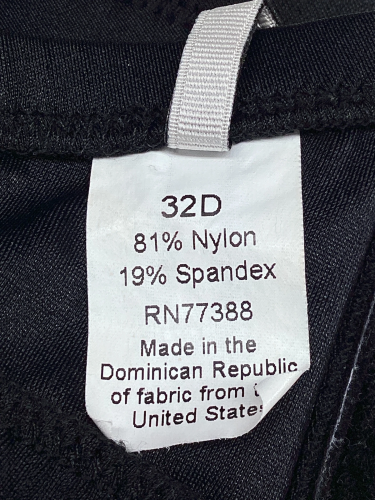 32D
81% Nylon
19% Spandex
RN77388
Made in the
Dominican Republic
of fabric from
United States